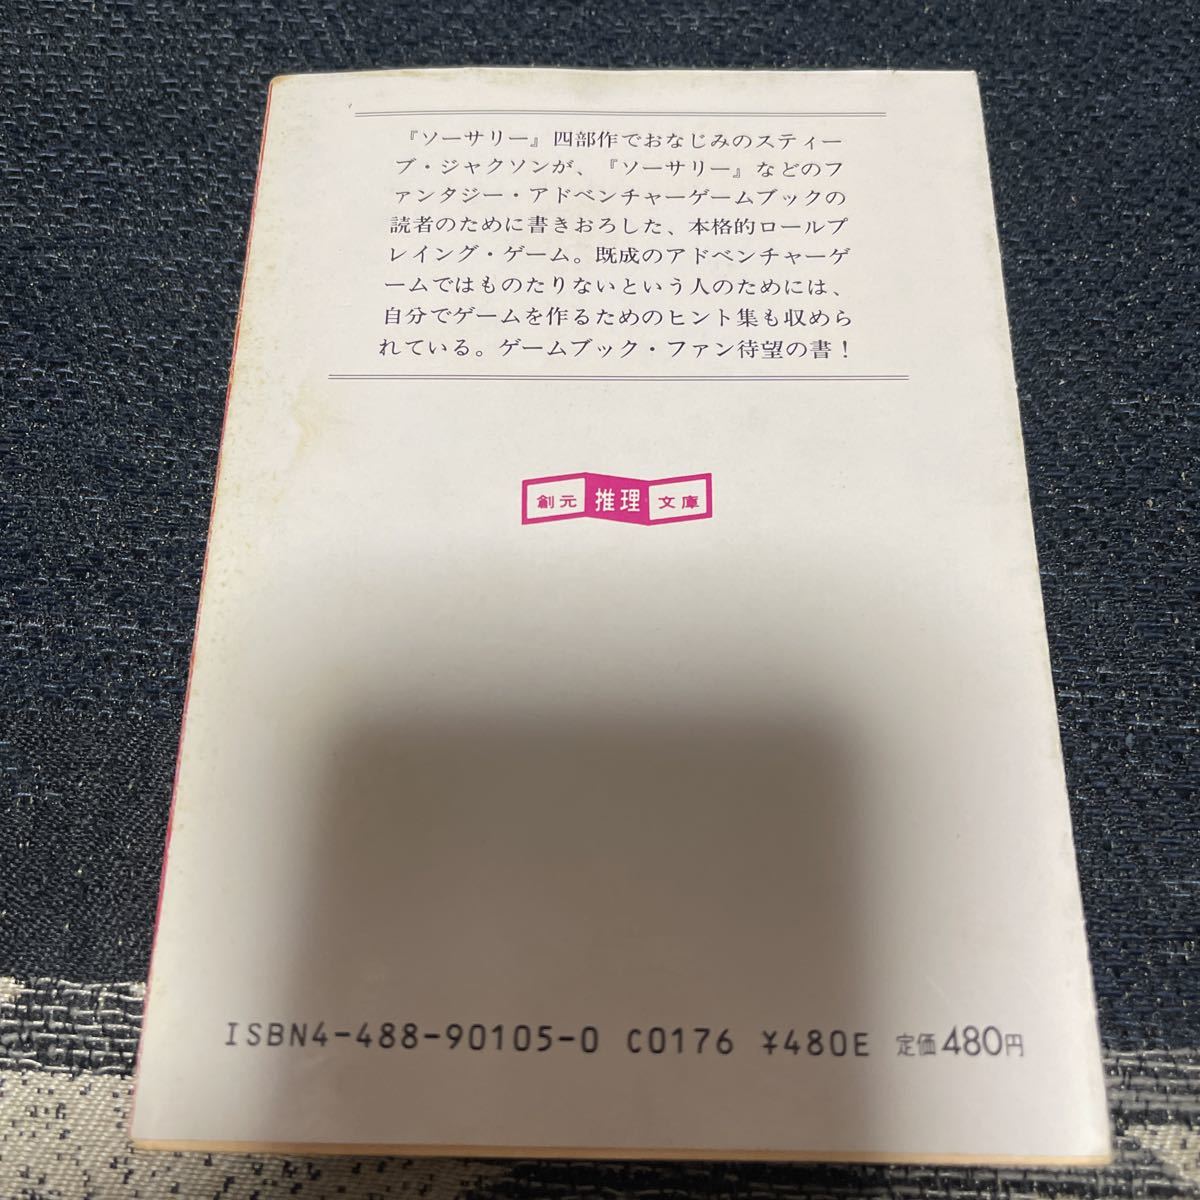 『ソーサリー』四部作でおなじみのスティー
ブ・ジャクソンが、『ソーサリー』などのフ
ァンタジー・アドベンチャーゲームブックの
読者のために書きおろした、本格的ロールプ
レイング・ゲーム。既成のアドベンチャーゲ
ームではものたりないという人のためには、
自分でゲームを作るためのヒント集も収めら
れている。ゲームブック・ファン待望の書！
創元推理文庫
ISBN4-488-90105-0 C0176 ¥480E 定価480円